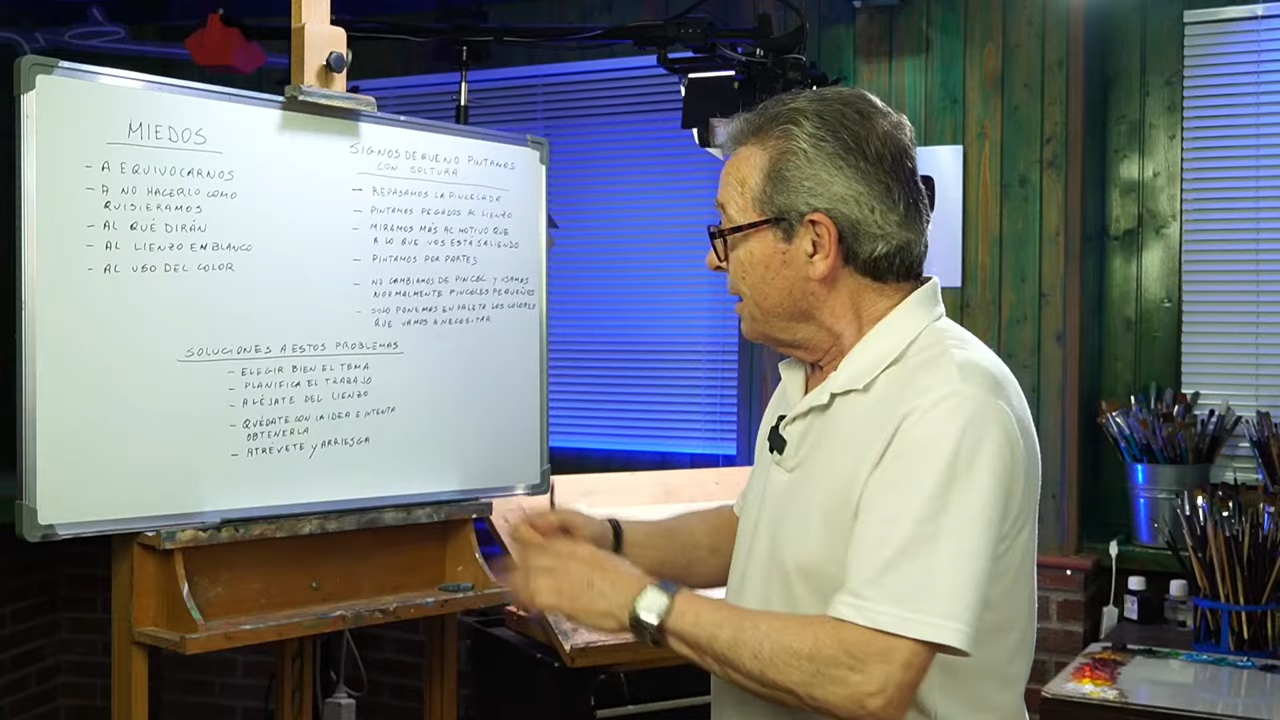 MIEDOS
- A EQUIVOCARNOS
- A NO HACERLO COMO
QUISIERAMOS
- AL QUÉ DIRÁN
- AL LIENZO EN BLANCO
- AL USO DEL COLOR
SIGNOS DE QUE NO PINTAMOS
CON SOLTURA
- REPASAMOS LA PINCELADA
- PINTAMOS PEGADOS AL LIENZO
- MIRAMOS MÁS AL MOTIVO QUE
A LO QUE NOS ESTÁ SALIENDO
- PINTAMOS POR PARTES
- NO CAMBIAMOS DE PINCEL Y USAMOS
NORMALMENTE PINCELES PEQUEÑOS
- SOLO PONEMOS EN PALETA LOS COLORES
QUE VAMOS A NECESITAR
SOLUCIONES A ESTOS PROBLEMAS
- ELEGIR BIEN EL TEMA
- PLANIFICA EL TRABAJO
- ALÉJATE DEL LIENZO
- QUÉDATE CON LA IDEA E INTENTA
OBTENERLA
- ATRÉVETE Y ARRIESGA